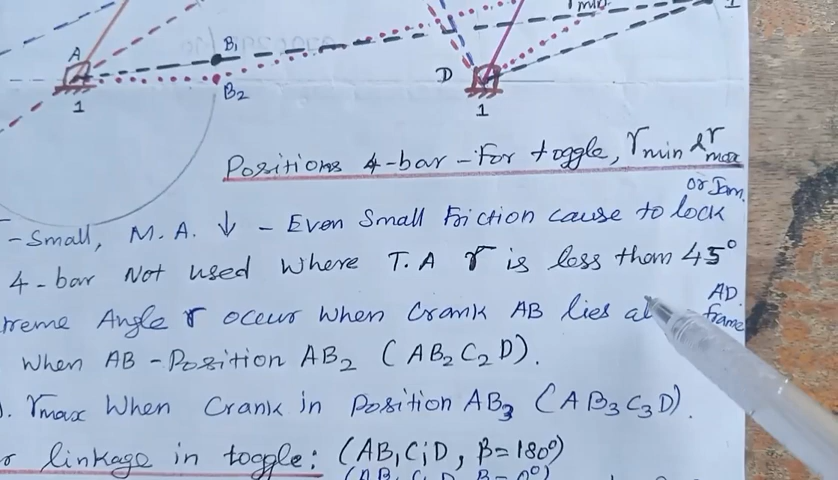 A
B₁
B₂
1
D
1
Positions 4-bar - For toggle, γmin & γmax
or Jam.
- Small, M.A. ↓ - Even Small Friction cause to lock
4-bar Not used Where T.A γ is less than 45°
treme Angle γ occur When Crank AB lies al
AD
frame
When AB - Position AB₂ (AB₂C₂D).
). γmax When Crank in Position AB₃ (AB₃C₃D).
r linkage in toggle: (AB₁C₁D, β=180°)